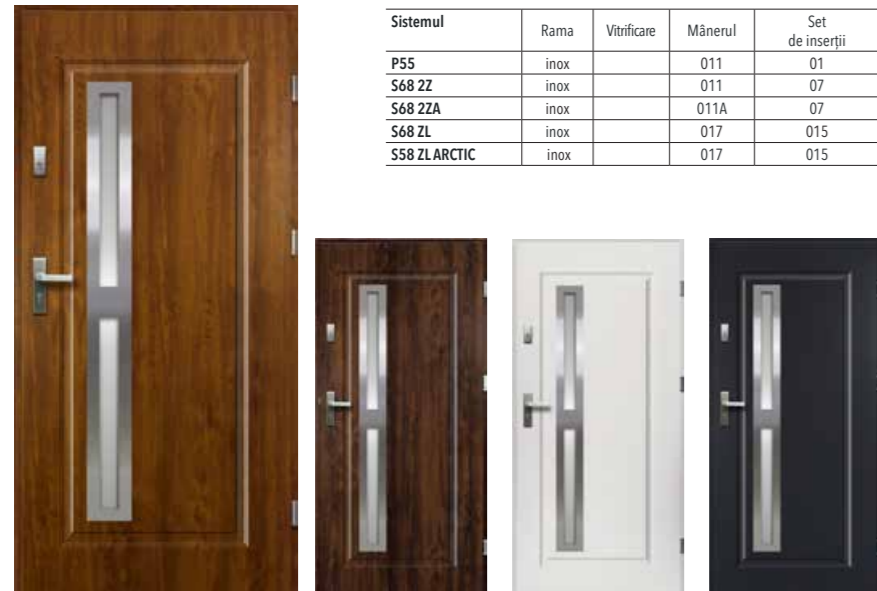 Sistemul Rama Vitrificare Mânerul Set de inserții
P55 inox 011 01
S68 2Z inox 011 07
S68 2ZA inox 011A 07
S68 ZL inox 017 015
S58 ZL ARCTIC inox 017 015